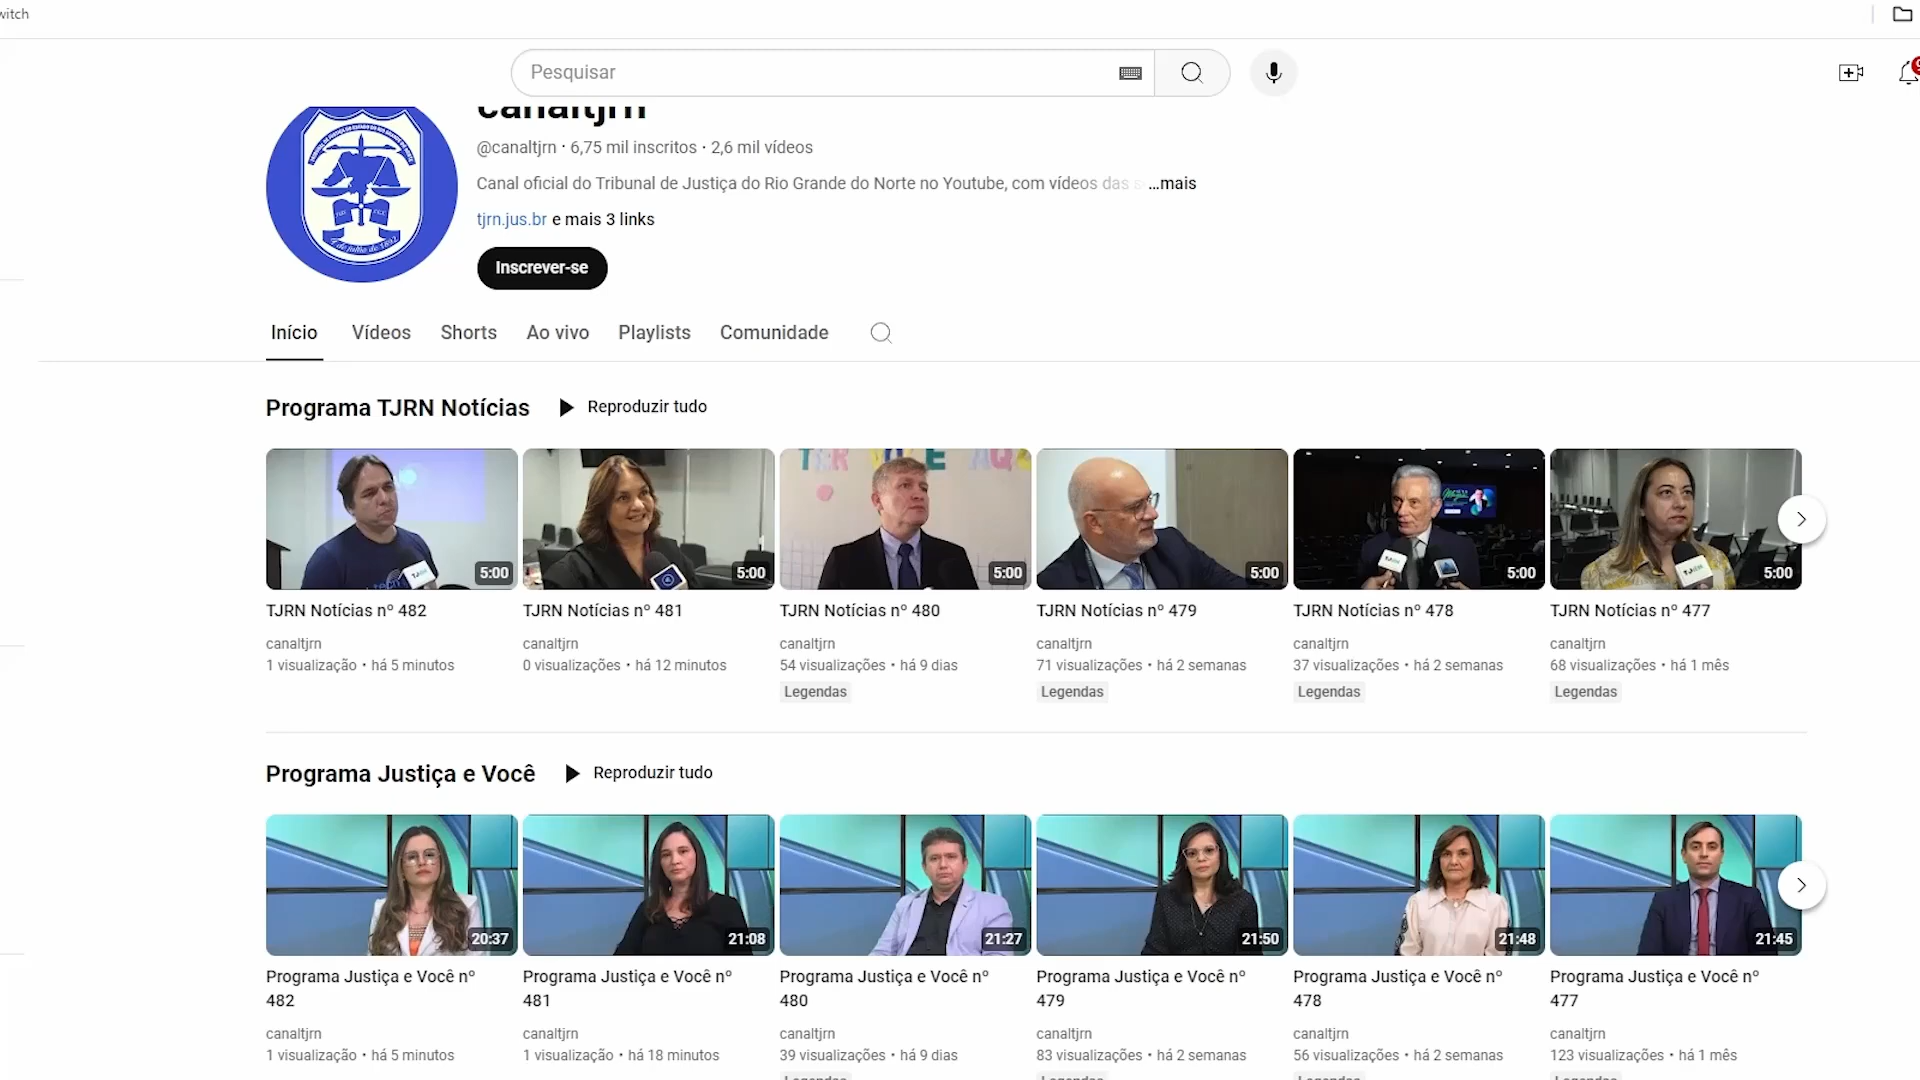 witch
Pesquisar
canaltjrn
@canaltjrn · 6,75 mil inscritos · 2,6 mil vídeos
Canal oficial do Tribunal de Justiça do Rio Grande do Norte no Youtube, com vídeos das s ...mais
tjrn.jus.br e mais 3 links
Inscrever-se
Início Vídeos Shorts Ao vivo Playlists Comunidade
Programa TJRN Notícias Reproduzir tudo
5:00 5:00 5:00 5:00 5:00 5:00
TJRN Notícias nº 482 TJRN Notícias nº 481 TJRN Notícias nº 480 TJRN Notícias nº 479 TJRN Notícias nº 478 TJRN Notícias nº 477
canaltjrn canaltjrn canaltjrn canaltjrn canaltjrn canaltjrn
1 visualização • há 5 minutos 0 visualizações • há 12 minutos 54 visualizações • há 9 dias 71 visualizações • há 2 semanas 37 visualizações • há 2 semanas 68 visualizações • há 1 mês
Legendas Legendas Legendas Legendas
Programa Justiça e Você Reproduzir tudo
20:37 21:08 21:27 21:50 21:48 21:45
Programa Justiça e Você nº Programa Justiça e Você nº Programa Justiça e Você nº Programa Justiça e Você nº Programa Justiça e Você nº Programa Justiça e Você nº
482 481 480 479 478 477
canaltjrn canaltjrn canaltjrn canaltjrn canaltjrn canaltjrn
1 visualização • há 5 minutos 1 visualização • há 18 minutos 39 visualizações • há 9 dias 83 visualizações • há 2 semanas 56 visualizações • há 2 semanas 123 visualizações • há 1 mês
Legendas Legendas Legendas Legendas